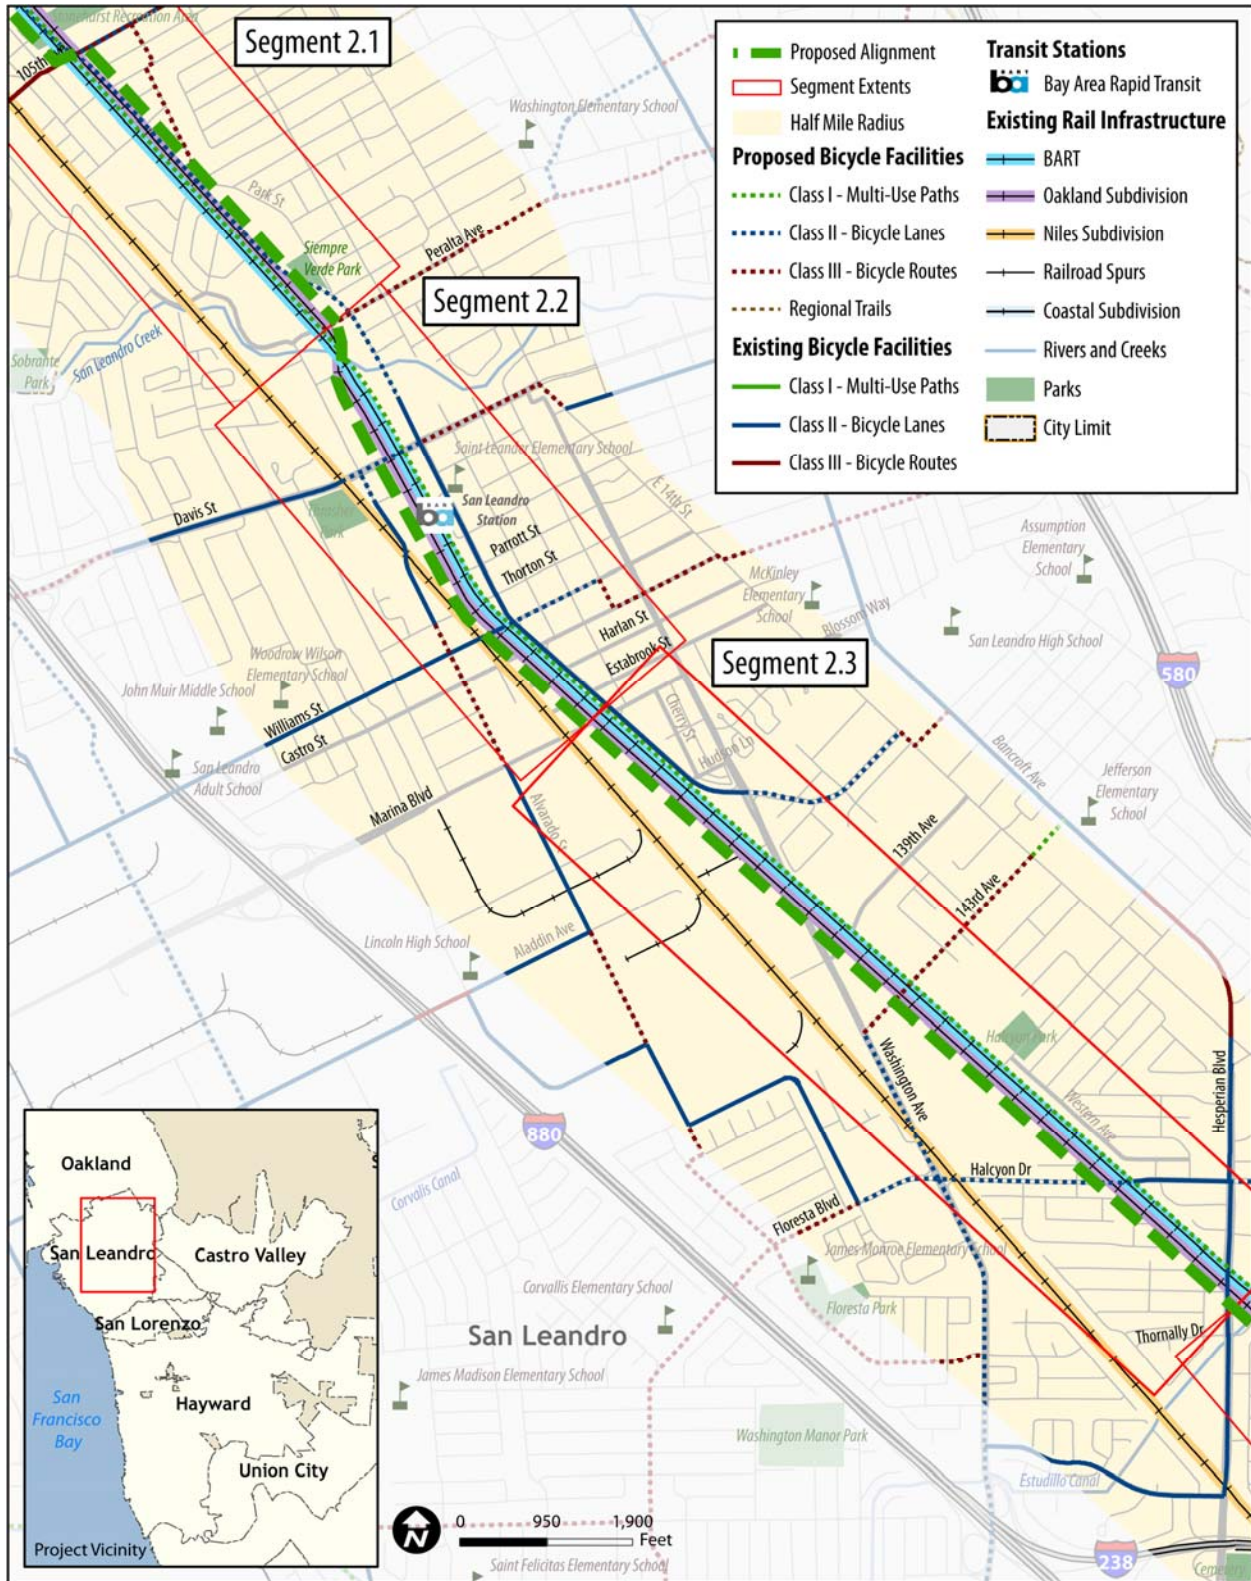 Stonehurst Recreation Area
Segment 2.1
105th
Washington Elementary School
Park St
Siempre
Verde Park
Peralta Ave
Segment 2.2
San Leandro Creek
Sobrante
Park
Saint Leander Elementary School
E 14th St
Davis St
Thrasher
Park
San Leandro
Station
Parrott St
Thorton St
Assumption
Elementary
School
McKinley
Elementary
School
Blossom Way
Harlan St
Estabrook St
San Leandro High School
Segment 2.3
580
Woodrow Wilson
Elementary School
John Muir Middle School
Williams St
Castro St
Cherry St
Hudson Ln
San Leandro
Adult School
Bancroft Ave
Jefferson
Elementary
School
Marina Blvd
Alvarado St
139th Ave
143rd Ave
Lincoln High School
Aladdin Ave
Halcyon Park
Washington Ave
Western Ave
Hesperian Blvd
880
Corvalis Canal
Halcyon Dr
Floresta Blvd
James Monroe Elementary School
Corvallis Elementary School
Floresta Park
San Leandro
Thornally Dr
James Madison Elementary School
Washington Manor Park
Estudillo Canal
238
Cemetery
Saint Felicitas Elementary School
N
0 950 1,900
Feet
Proposed Alignment
Segment Extents
Half Mile Radius
Proposed Bicycle Facilities
Class I - Multi-Use Paths
Class II - Bicycle Lanes
Class III - Bicycle Routes
Regional Trails
Existing Bicycle Facilities
Class I - Multi-Use Paths
Class II - Bicycle Lanes
Class III - Bicycle Routes
Transit Stations
BART
ba
Bay Area Rapid Transit
Existing Rail Infrastructure
BART
Oakland Subdivision
Niles Subdivision
Railroad Spurs
Coastal Subdivision
Rivers and Creeks
Parks
City Limit
Oakland
San Leandro
Castro Valley
San Lorenzo
Hayward
San
Francisco
Bay
Union City
Project Vicinity